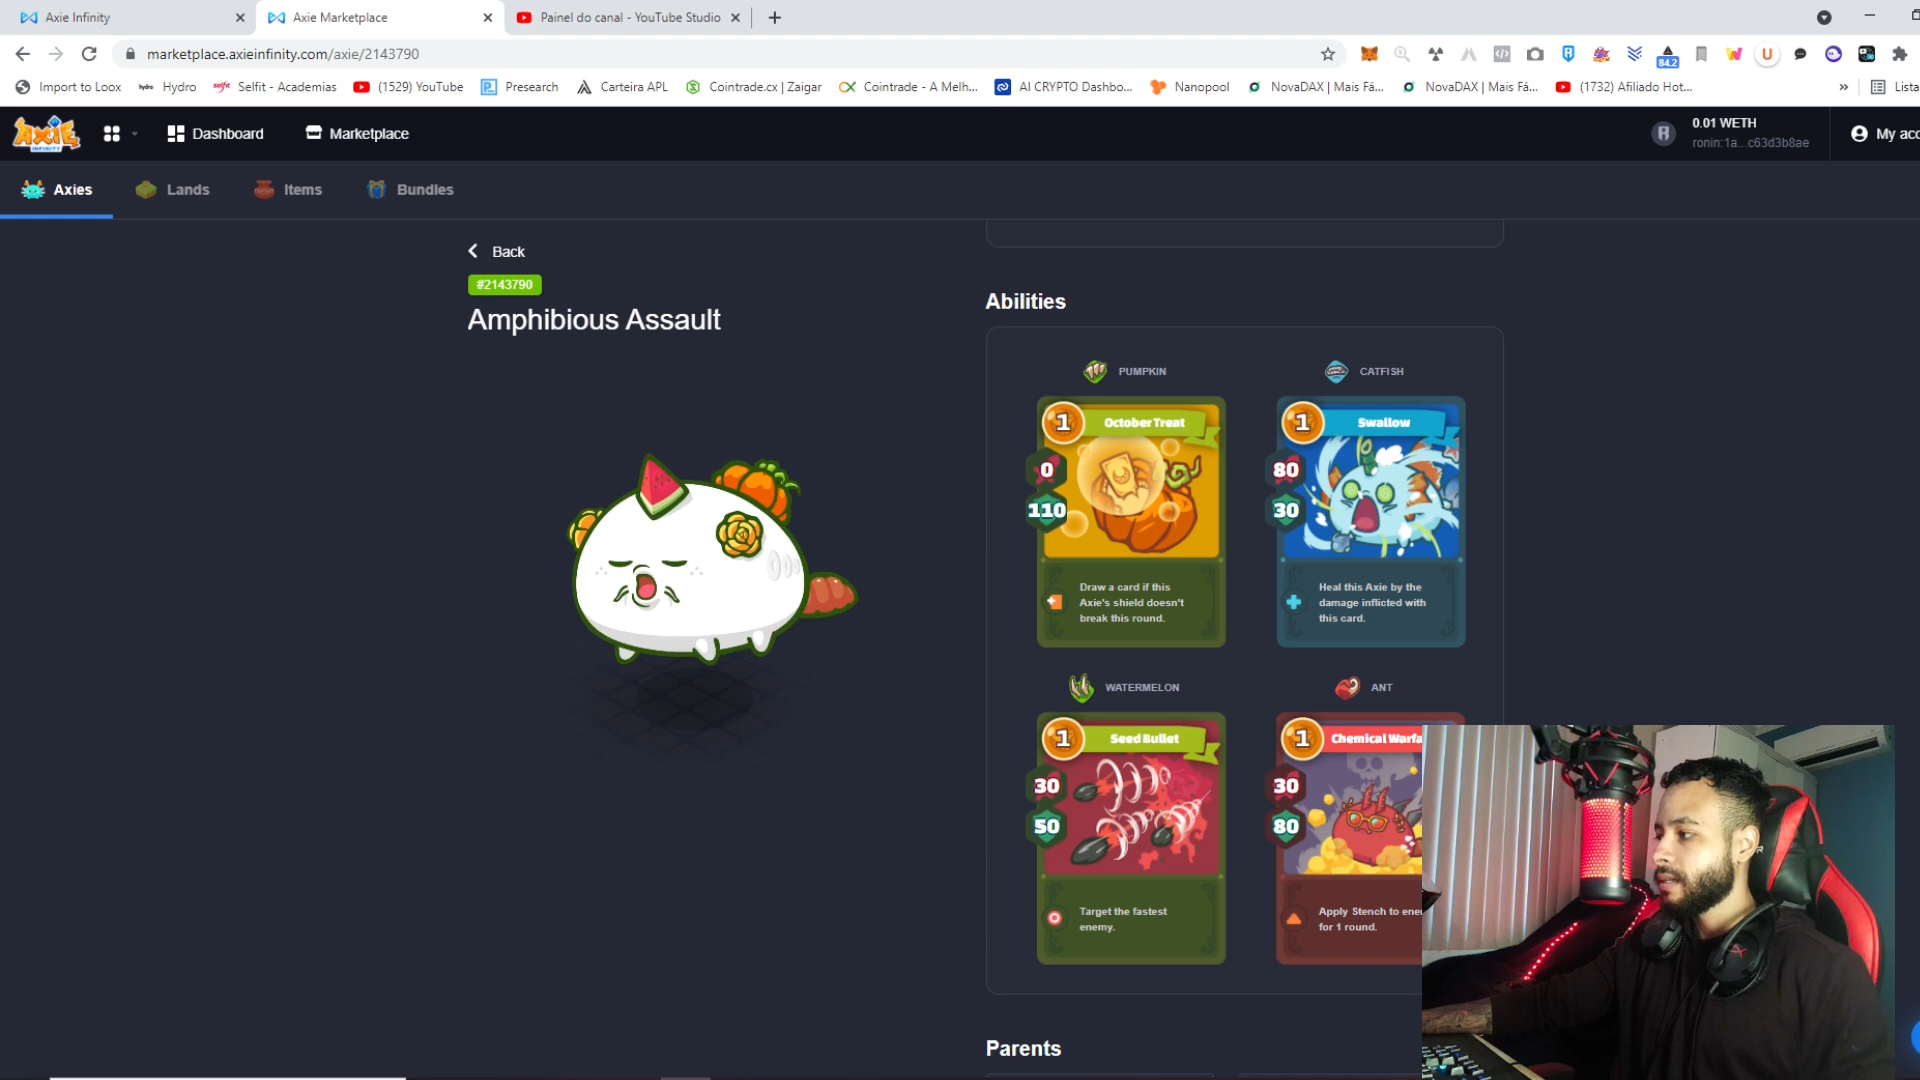 Axie Infinity
Axie Marketplace
Painel do canal - YouTube Studio
marketplace.axieinfinity.com/axie/2143790
84.2
Import to Loox
hydro Hydro
Selfit - Academias
(1529) YouTube
Presearch
Carteira APL
Cointrade.cx | Zaigar
Cointrade - A Melh...
AI CRYPTO Dashbo...
Nanopool
NovaDAX | Mais Fá...
NovaDAX | Mais Fá...
(1732) Afiliado Hot...
Lista
AXIE
INFINITY
Dashboard
Marketplace
0.01 WETH
ronin:1a...c63d3b8ae
My acc
Axies
Lands
Items
Bundles
Back
#2143790
Amphibious Assault
Abilities
PUMPKIN
1
October Treat
0
110
Draw a card if this
Axie's shield doesn't
break this round.
CATFISH
1
Swallow
80
30
Heal this Axie by the
damage inflicted with
this card.
WATERMELON
1
Seed Bullet
30
50
Target the fastest
enemy.
ANT
1
Chemical Warfa
30
80
Apply Stench to ene
for 1 round.
Parents